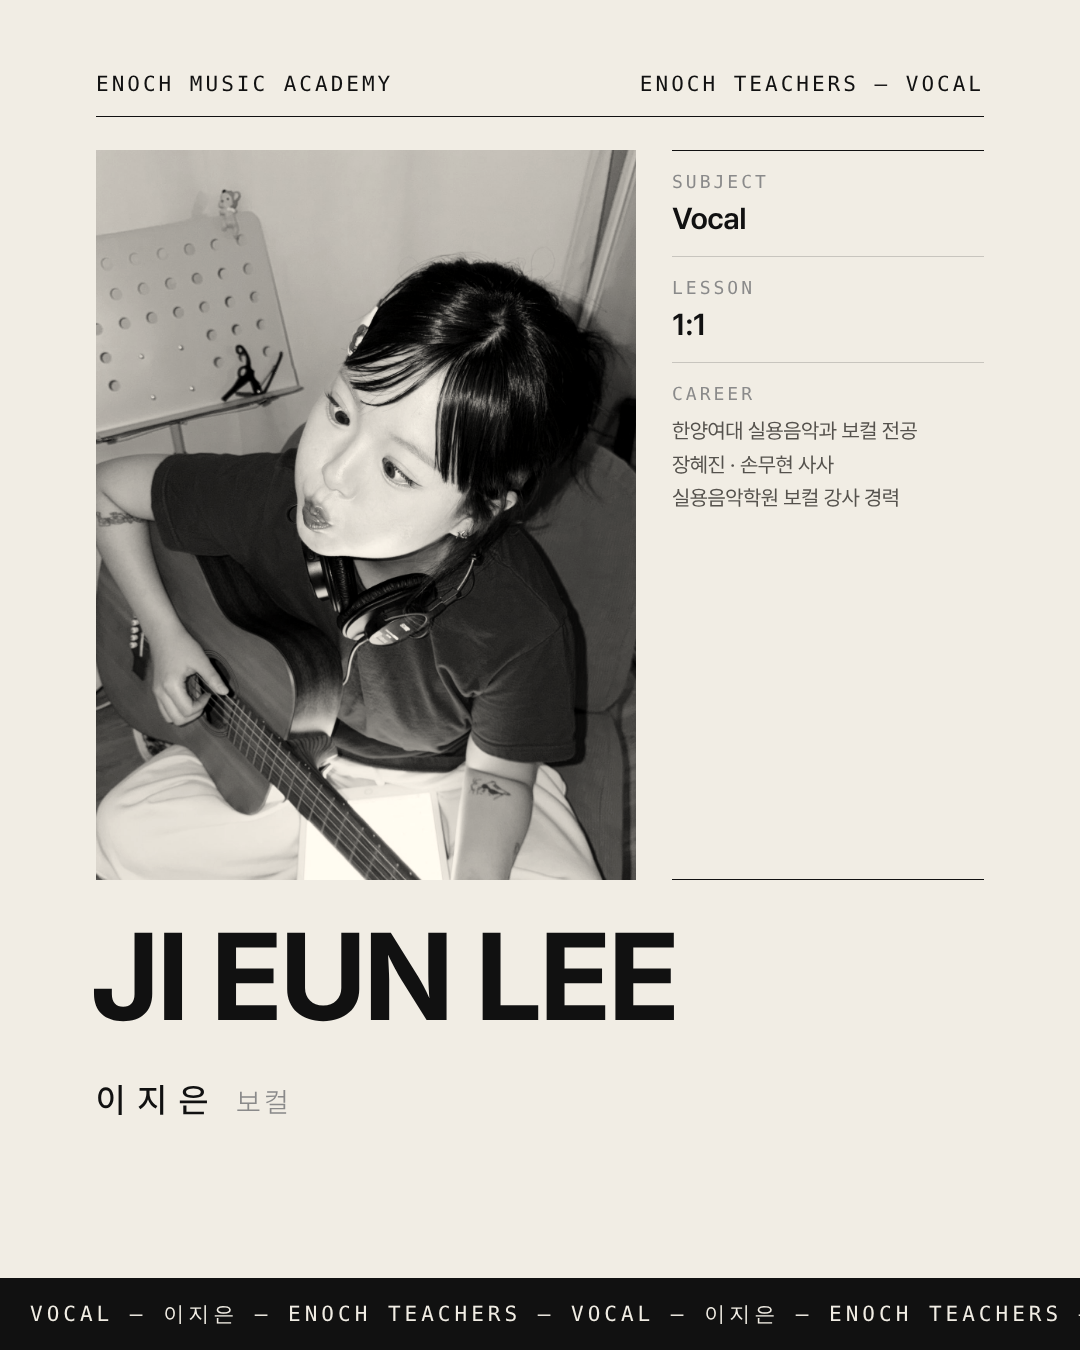 ENOCH MUSIC ACADEMY
ENOCH TEACHERS — VOCAL
SUBJECT
Vocal
LESSON
1:1
CAREER
한양여대 실용음악과 보컬 전공
장혜진 · 손무현 사사
실용음악학원 보컬 강사 경력
JI EUN LEE
이지은 보컬
VOCAL — 이지은 — ENOCH TEACHERS — VOCAL — 이지은 — ENOCH TEACHERS —